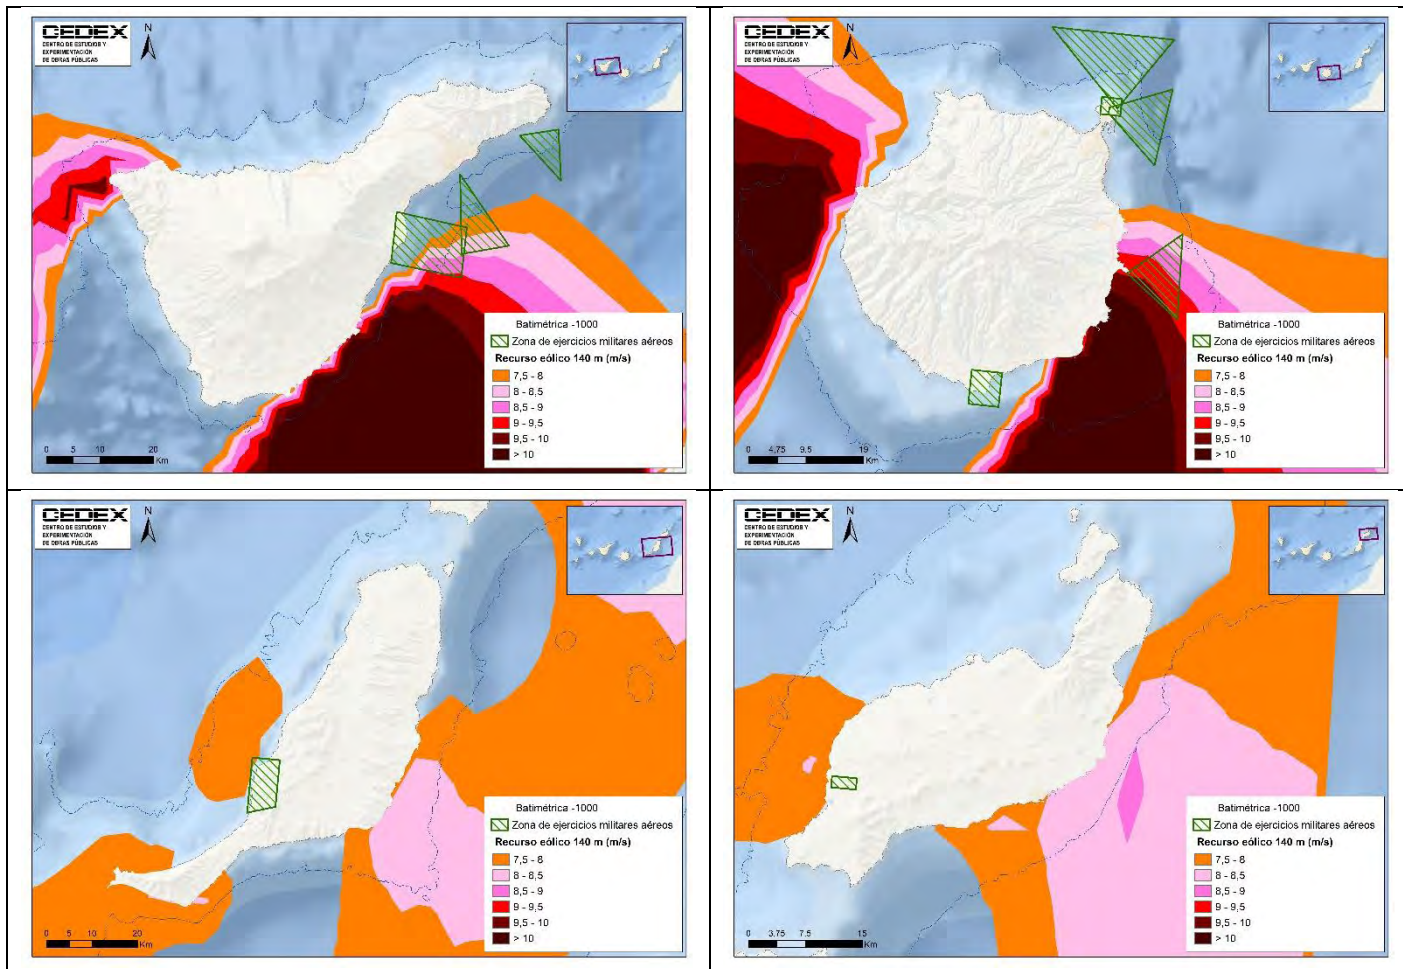 CEDEX
CENTRO DE ESTUDIOS Y
EXPERIMENTACIÓN
DE OBRAS PÚBLICAS
N
Batimétrica -1000
Zona de ejercicios militares aéreos
Recurso eólico 140 m (m/s)
7,5 - 8
8 - 8,5
8,5 - 9
9 - 9,5
9,5 - 10
> 10
0 5 10 20
Km
CEDEX
CENTRO DE ESTUDIOS Y
EXPERIMENTACIÓN
DE OBRAS PÚBLICAS
N
Batimétrica -1000
Zona de ejercicios militares aéreos
Recurso eólico 140 m (m/s)
7,5 - 8
8 - 8,5
8,5 - 9
9 - 9,5
9,5 - 10
> 10
0 4,75 9,5 19
Km
CEDEX
CENTRO DE ESTUDIOS Y
EXPERIMENTACIÓN
DE OBRAS PÚBLICAS
N
Batimétrica -1000
Zona de ejercicios militares aéreos
Recurso eólico 140 m (m/s)
7,5 - 8
8 - 8,5
8,5 - 9
9 - 9,5
9,5 - 10
> 10
0 5 10 20
Km
CEDEX
CENTRO DE ESTUDIOS Y
EXPERIMENTACIÓN
DE OBRAS PÚBLICAS
N
Batimétrica -1000
Zona de ejercicios militares aéreos
Recurso eólico 140 m (m/s)
7,5 - 8
8 - 8,5
8,5 - 9
9 - 9,5
9,5 - 10
> 10
0 3,75 7,5 15
Km